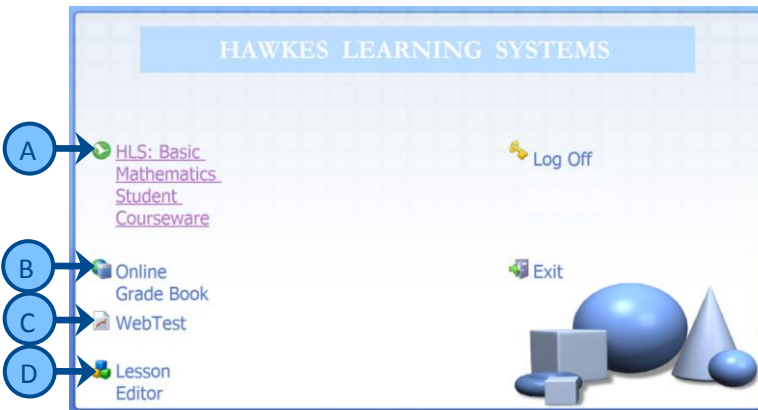 HAWKES LEARNING SYSTEMS
A
HLS: Basic
Mathematics
Student
Courseware
Log Off
B
Online
Grade Book
Exit
C
WebTest
D
Lesson
Editor